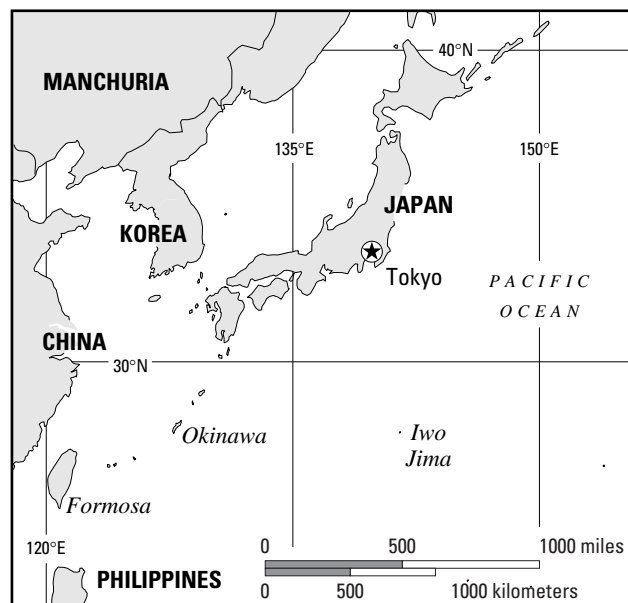 40°N
MANCHURIA
135°E
150°E
JAPAN
KOREA
Tokyo
PACIFIC
OCEAN
CHINA
30°N
Okinawa
Iwo
Jima
Formosa
120°E
0 500 1000 miles
PHILIPPINES
0 500 1000 kilometers